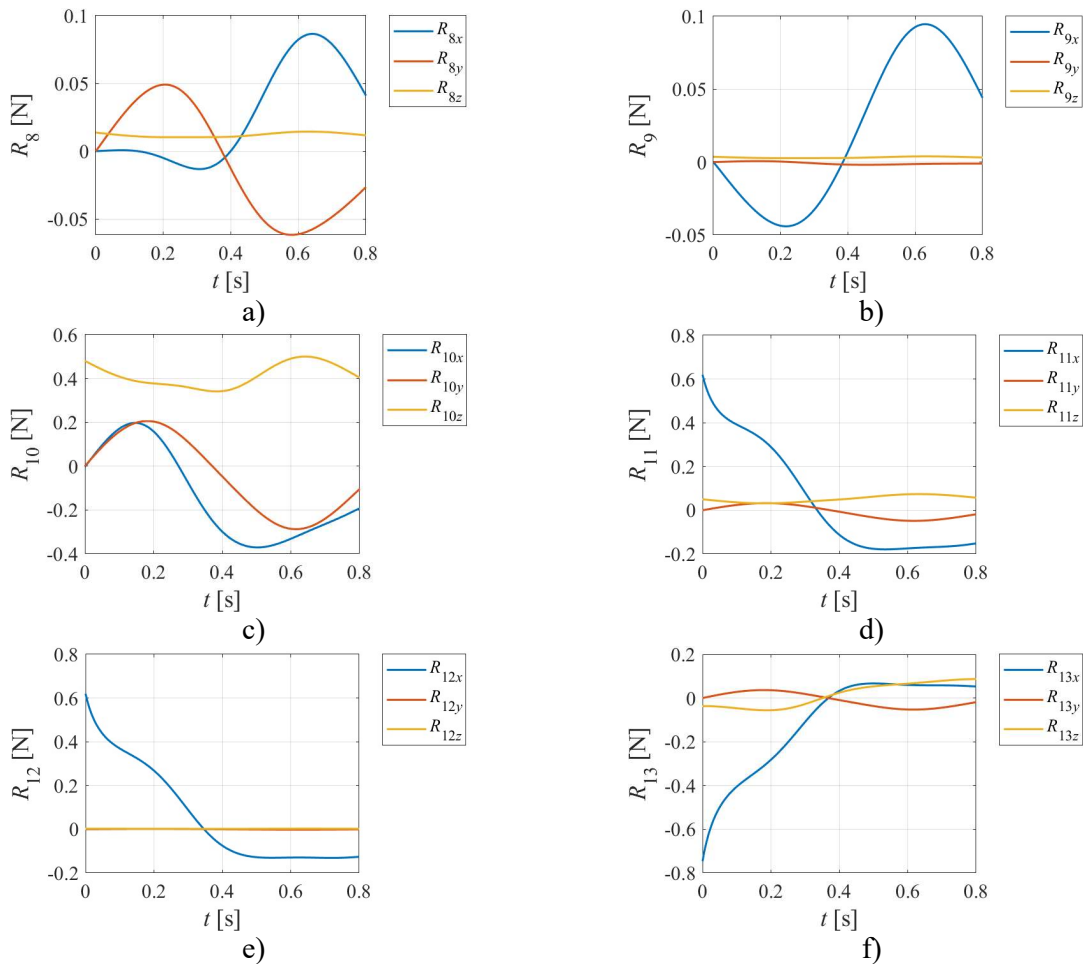 0.1
0.05
0
-0.05
0
0.2
0.4
0.6
0.8
R8 [N]
t [s]
R8x
R8y
R8z
a)
0.1
0.05
0
-0.05
0
0.2
0.4
0.6
0.8
R9 [N]
t [s]
R9x
R9y
R9z
b)
0.6
0.4
0.2
0
-0.2
-0.4
0
0.2
0.4
0.6
0.8
R10 [N]
t [s]
R10x
R10y
R10z
c)
0.8
0.6
0.4
0.2
0
-0.2
0
0.2
0.4
0.6
0.8
R11 [N]
t [s]
R11x
R11y
R11z
d)
0.8
0.6
0.4
0.2
0
-0.2
0
0.2
0.4
0.6
0.8
R12 [N]
t [s]
R12x
R12y
R12z
e)
0.2
0
-0.2
-0.4
-0.6
-0.8
0
0.2
0.4
0.6
0.8
R13 [N]
t [s]
R13x
R13y
R13z
f)